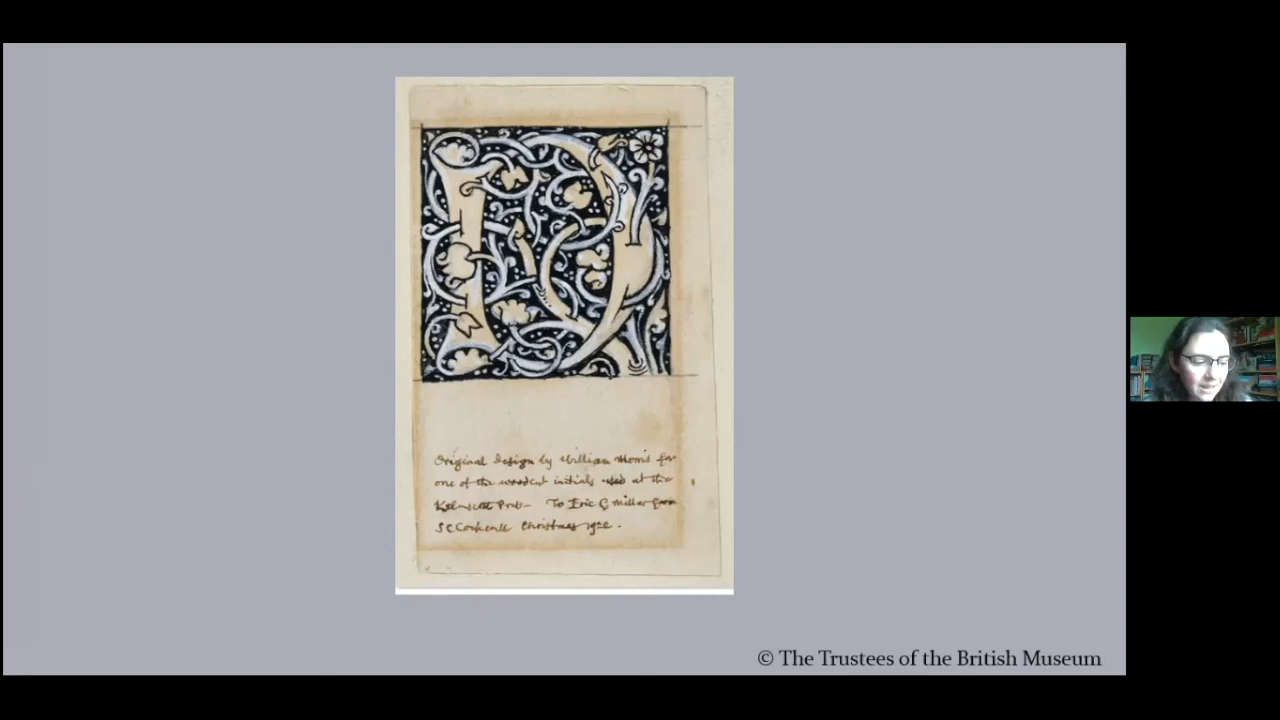 Original design by William Morris for
one of the woodcut initials used at the
Kelmscott Press — To Eric G Millar from
S C Cockerell Christmas
© The Trustees of the British Museum